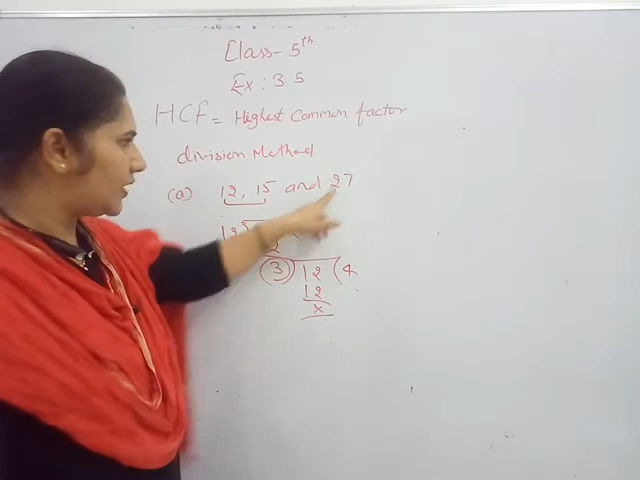 Class - 5th
Ex : 3 5
HCF = Highest Common factor
division Method
(a) 12, 15 and 27
12
3) 12 (4
12
x